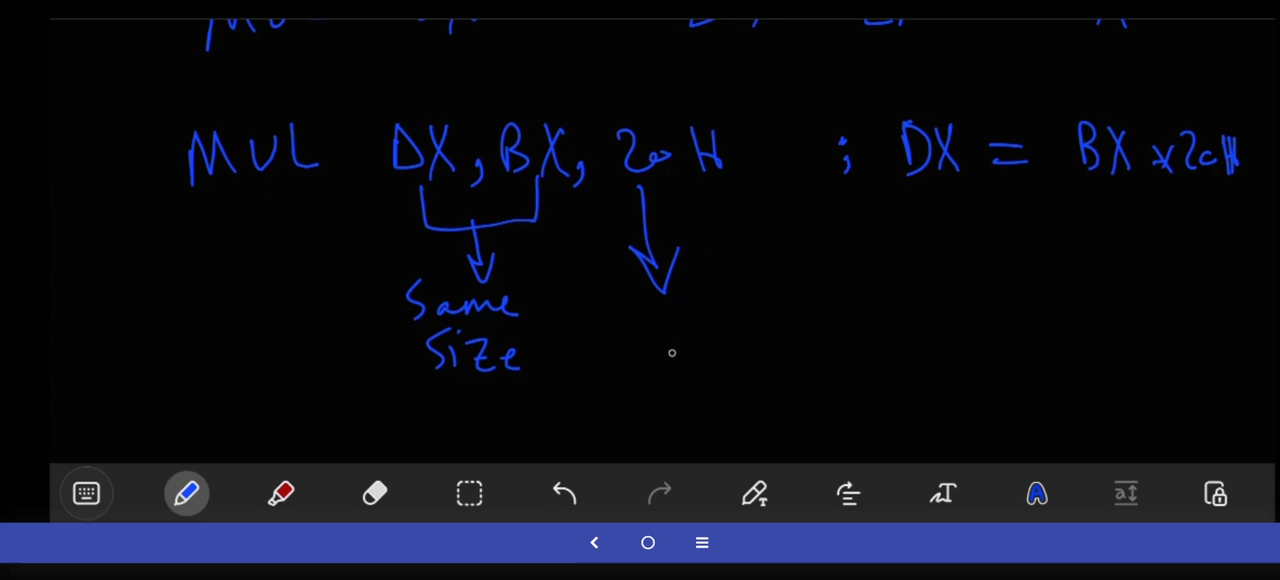 MUL DX, BX, 20H ; DX = BX * 20H
Same
Size